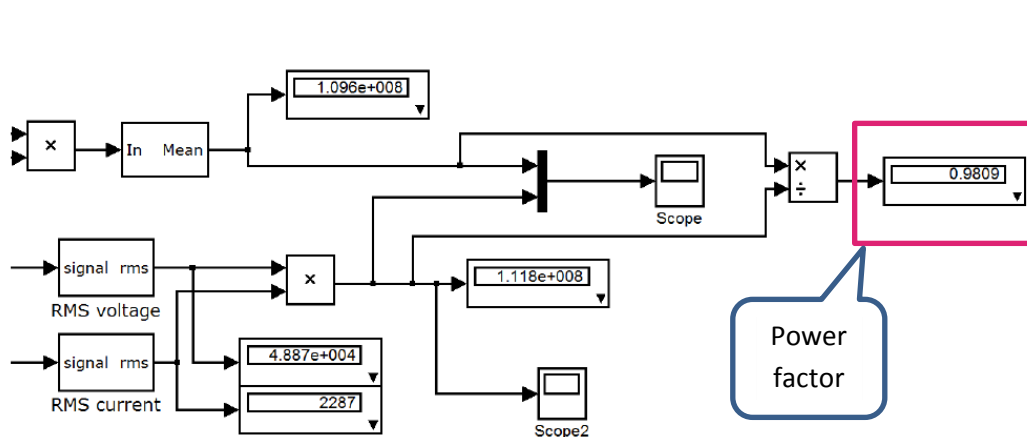 1.096e+008
×
In Mean
×
÷
0.9809
Scope
signal rms
RMS voltage
×
1.118e+008
Power
factor
signal rms
RMS current
4.887e+004
2287
Scope2